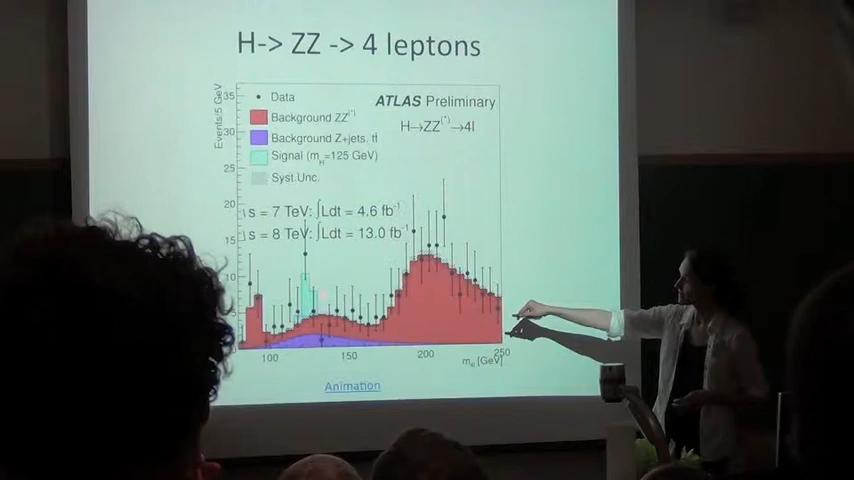 H-> ZZ -> 4 leptons
Events/5 GeV
35
30
25
20
15
10
5
Data
Background ZZ(*)
Background Z+jets, tt̄
Signal (mH=125 GeV)
Syst.Unc.
ATLAS Preliminary
H→ZZ(*)→4l
√s = 7 TeV: ∫Ldt = 4.6 fb-1
√s = 8 TeV: ∫Ldt = 13.0 fb-1
100 150 200 250
[GeV]
Animation